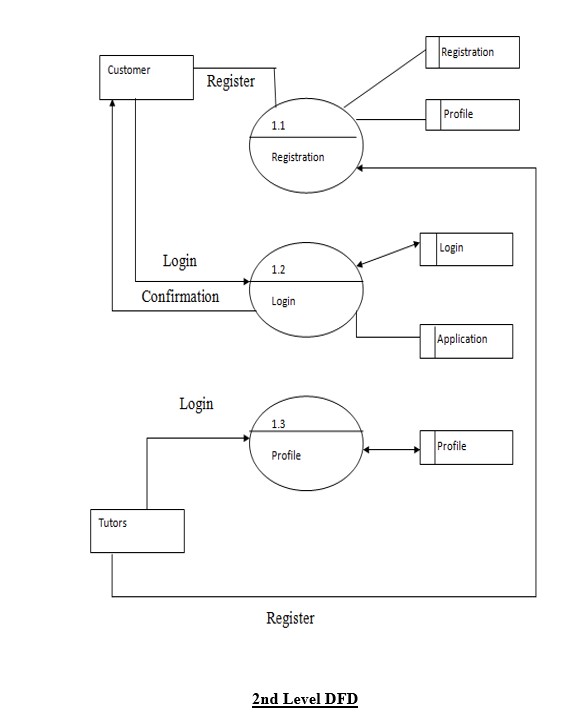 Customer
Register
Registration
Profile
1.1
Registration
Login
Confirmation
1.2
Login
Login
Application
Login
1.3
Profile
Profile
Tutors
Register
2nd Level DFD